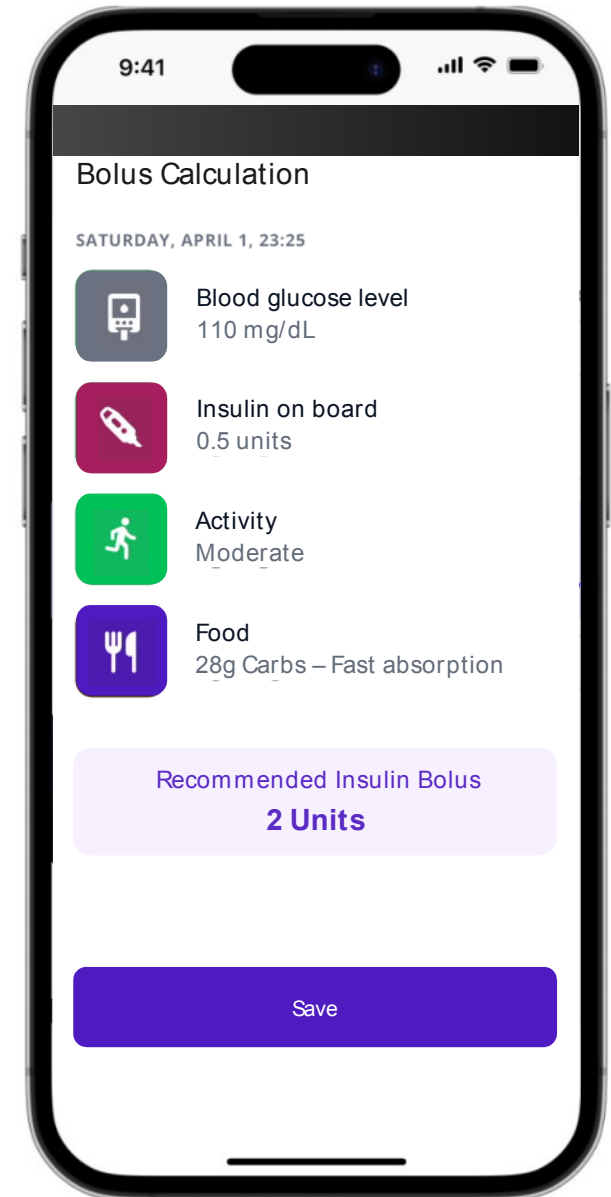 9:41
Bolus Calculation
SATURDAY, APRIL 1, 23:25
Blood glucose level
110 mg/dL
Insulin on board
0.5 units
Activity
Moderate
Food
28g Carbs – Fast absorption
Recommended Insulin Bolus
2 Units
Save